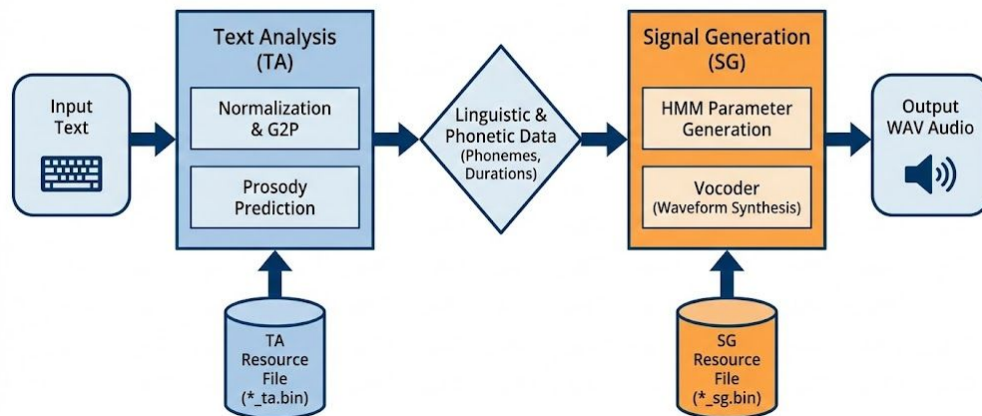 Input
Text
Text Analysis
(TA)
Normalization
& G2P
Prosody
Prediction
TA
Resource
File
(*_ta.bin)
Linguistic &
Phonetic Data
(Phonemes,
Durations)
Signal Generation
(SG)
HMM Parameter
Generation
Vocoder
(Waveform Synthesis)
SG
Resource
File
(*_sg.bin)
Output
WAV Audio